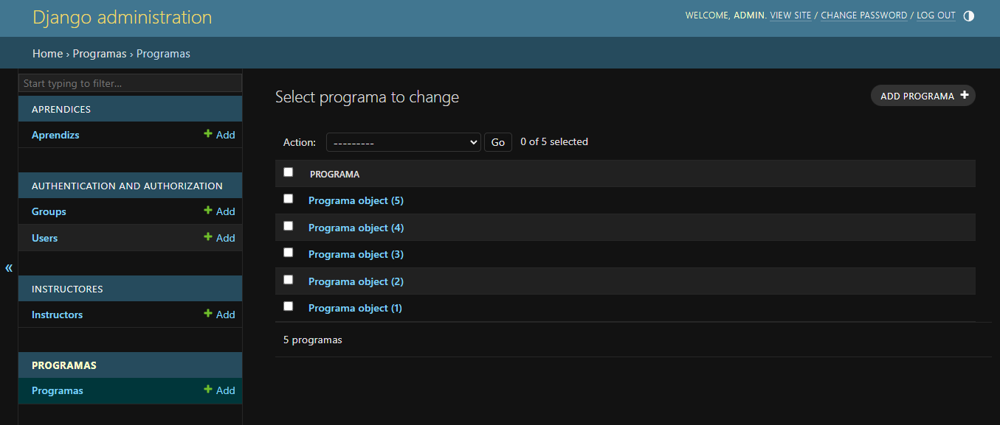 Django administration
WELCOME, ADMIN. VIEW SITE / CHANGE PASSWORD / LOG OUT
Home › Programas › Programas
Start typing to filter...
APRENDICES
Aprendizs Add
AUTHENTICATION AND AUTHORIZATION
Groups Add
Users Add
«
INSTRUCTORES
Instructors Add
PROGRAMAS
Programas Add
Select programa to change
ADD PROGRAMA
Action: --------- Go 0 of 5 selected
PROGRAMA
Programa object (5)
Programa object (4)
Programa object (3)
Programa object (2)
Programa object (1)
5 programas